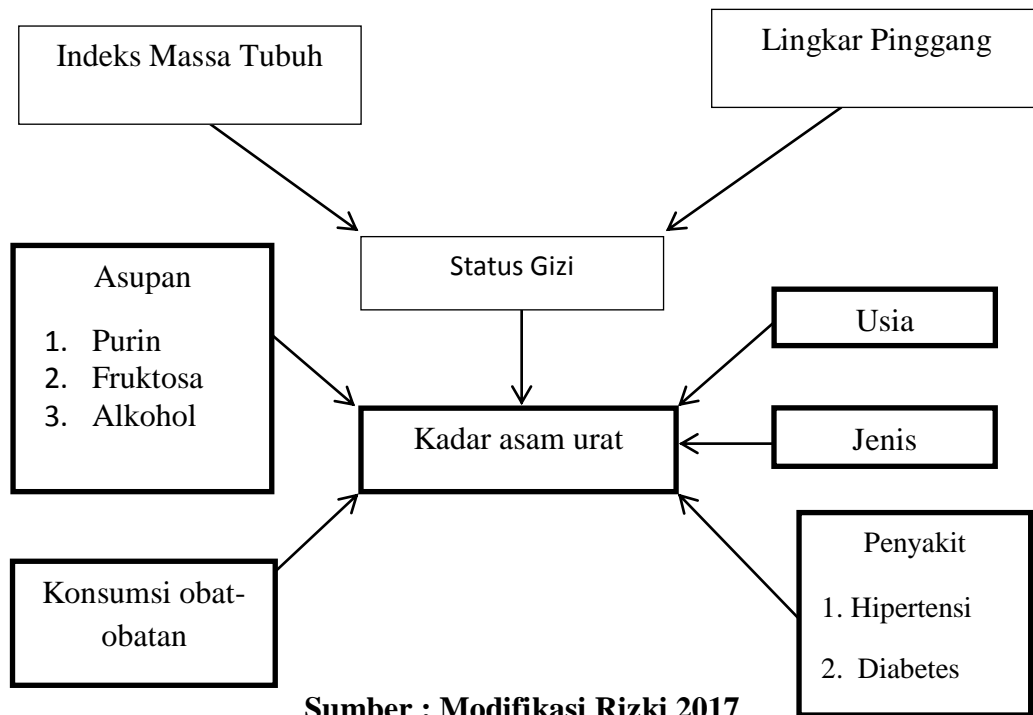 Indeks Massa Tubuh
Lingkar Pinggang
Status Gizi
Asupan
1. Purin
2. Fruktosa
3. Alkohol
Usia
Kadar asam urat
Jenis
Konsumsi obat-
obatan
Penyakit
1. Hipertensi
2. Diabetes
Sumber : Modifikasi Rizki 2017